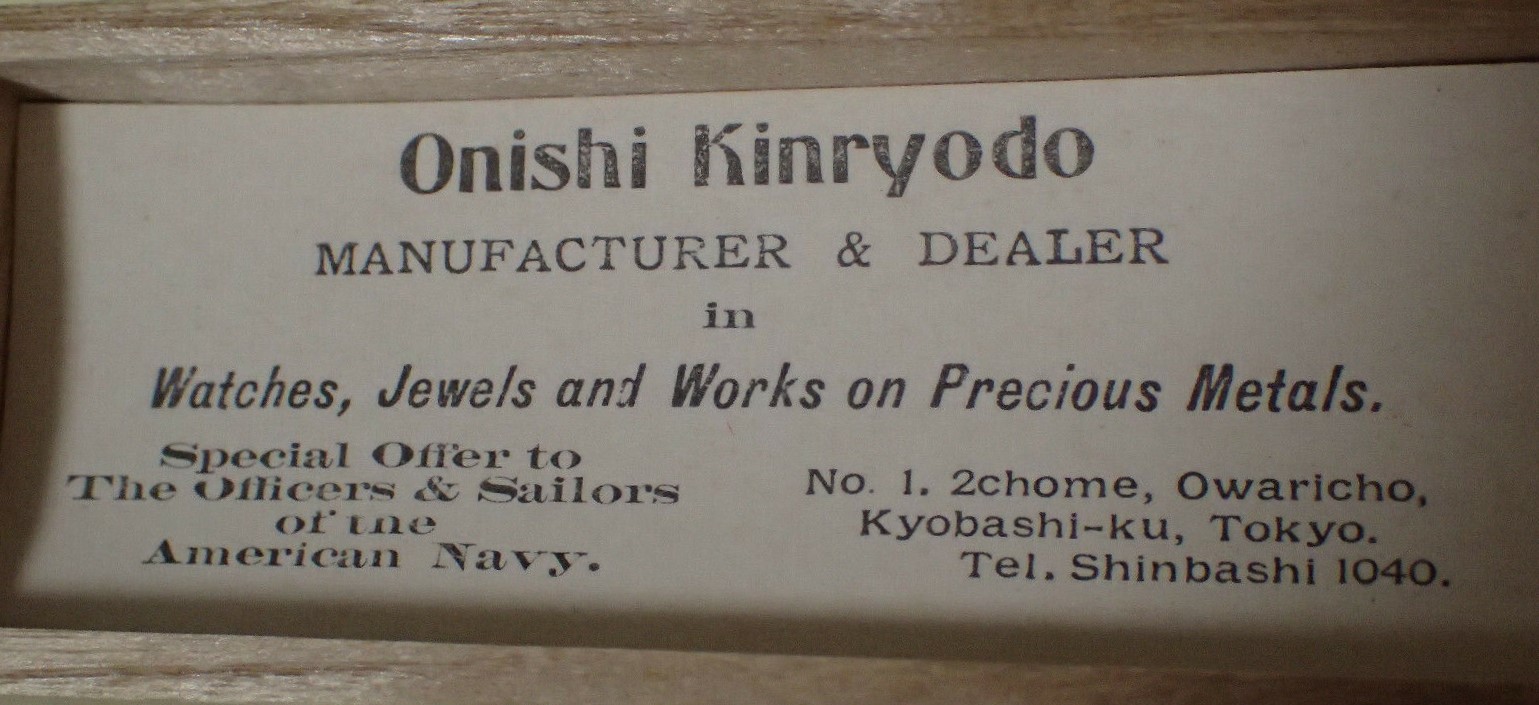 Onishi Kinryodo
MANUFACTURER & DEALER
in
Watches, Jewels and Works on Precious Metals.
Special Offer to
The Officers & Sailors
of the
American Navy.
No. 1. 2chome, Owaricho,
Kyobashi-ku, Tokyo.
Tel. Shinbashi 1040.